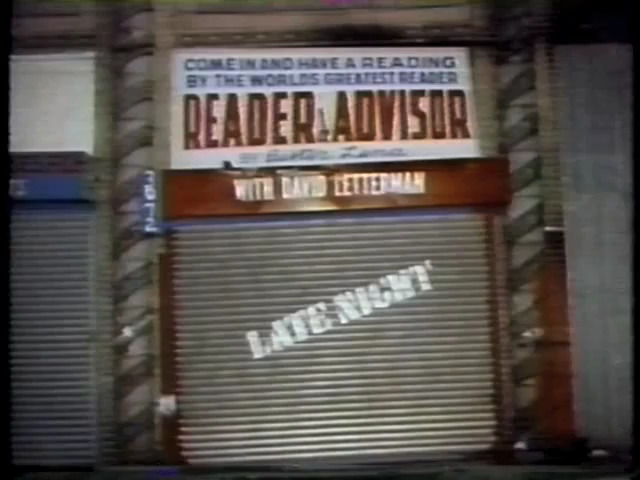 COME IN AND HAVE A READING
BY THE WORLDS GREATEST READER
READER & ADVISOR
WITH DAVID LETTERMAN
LATE NIGHT